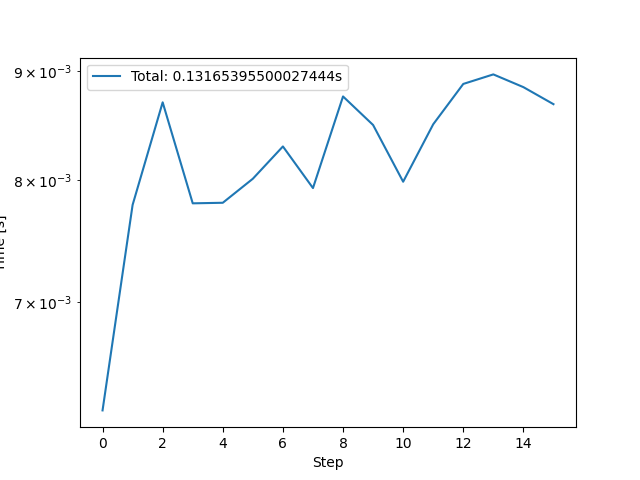 Total: 0.13165395500027444s
9 × 10⁻³
8 × 10⁻³
7 × 10⁻³
Time [s]
0 2 4 6 8 10 12 14
Step